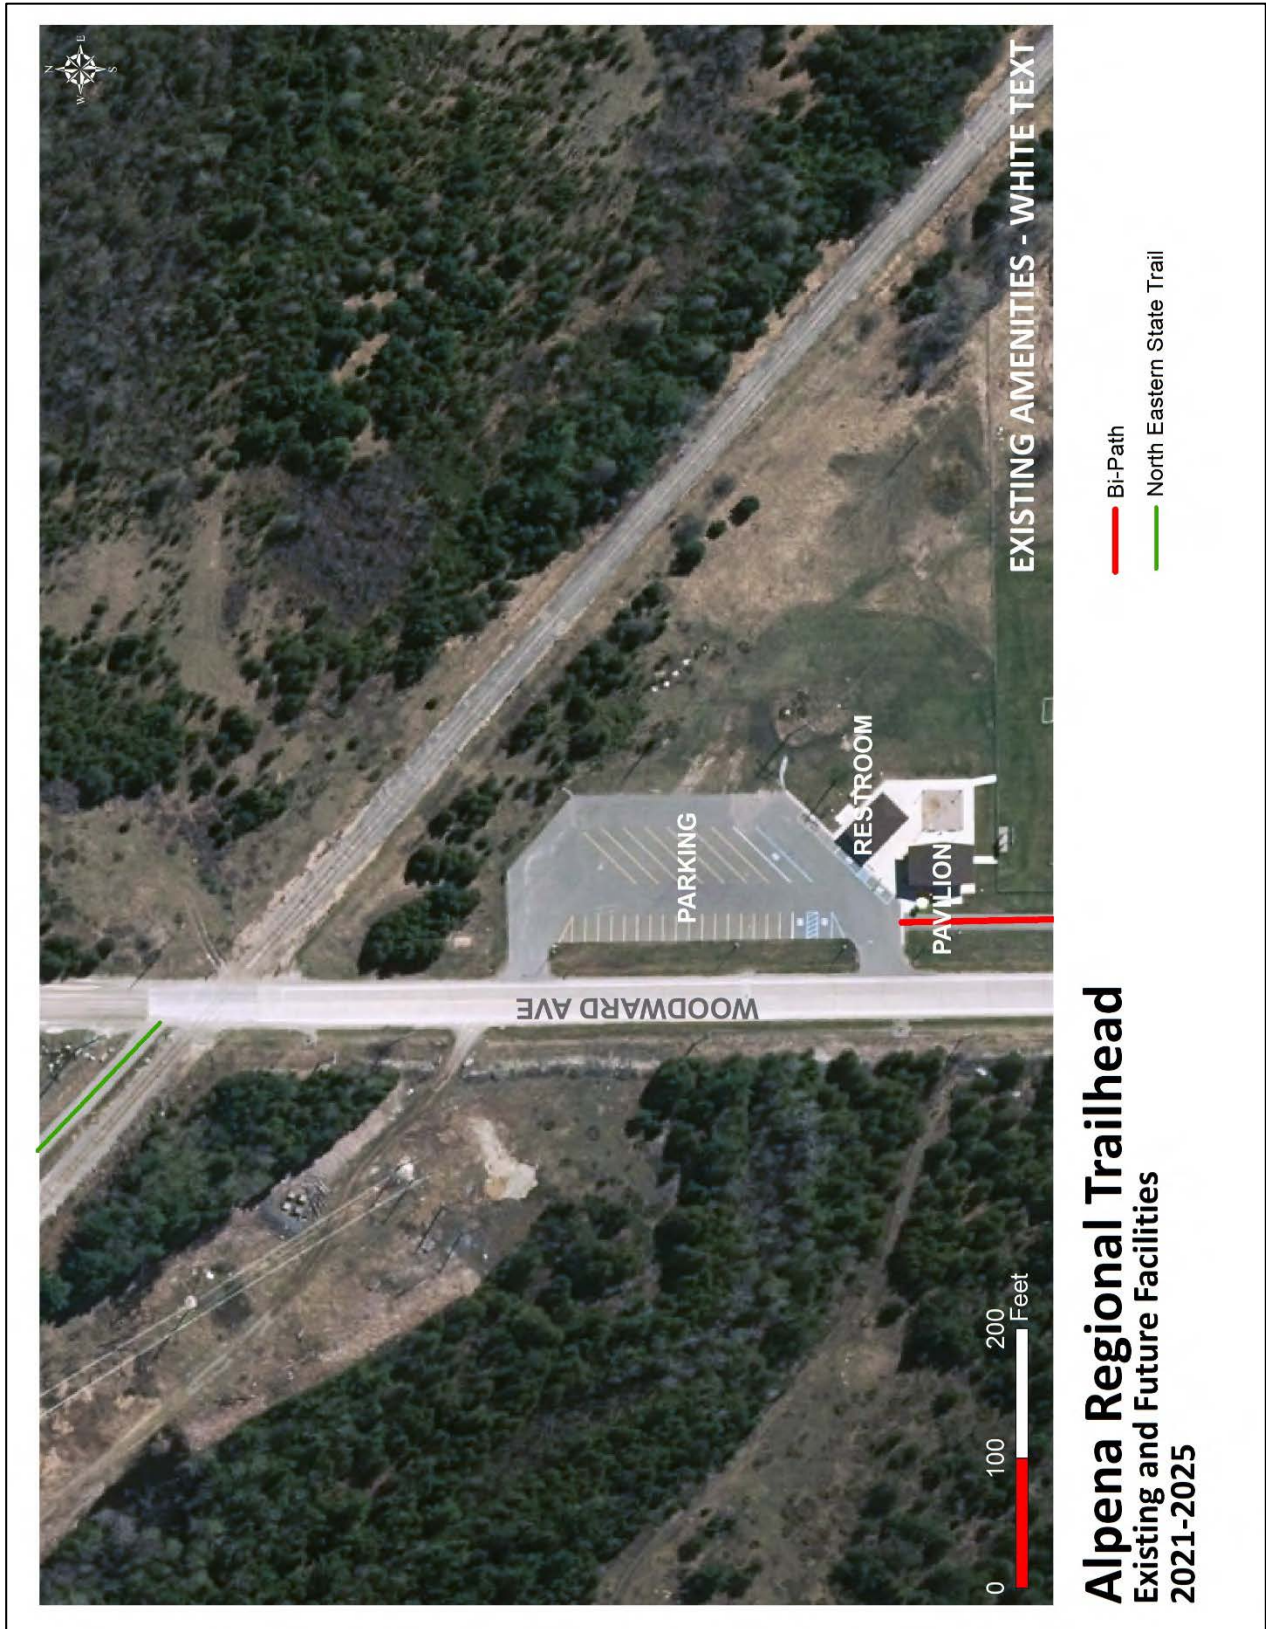 N
W
E
S
EXISTING AMENITIES - WHITE TEXT
WOODWARD AVE
PARKING
RESTROOM
PAVILION
0 100 200
Feet
Bi-Path
North Eastern State Trail
Alpena Regional Trailhead
Existing and Future Facilities
2021-2025